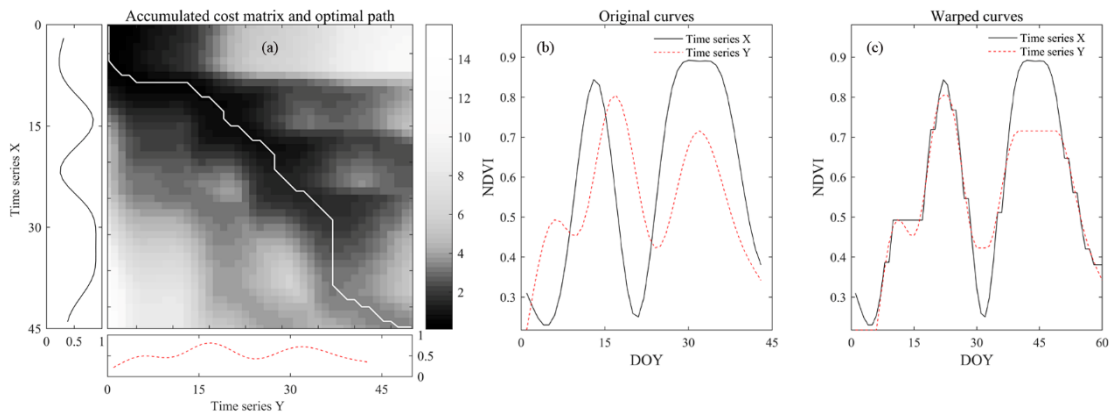 Accumulated cost matrix and optimal path
(a)
0
15
30
45
Time series X
0 0.5 1
14
12
10
8
6
4
2
1
0.5
0
0 15 30
Time series Y
Original curves
(b)
Time series X
Time series Y
0.9
0.8
0.7
0.6
0.5
0.4
0.3
NDVI
0 15 30 45
DOY
Warped curves
(c)
Time series X
Time series Y
0.9
0.8
0.7
0.6
0.5
0.4
0.3
NDVI
0 15 30 45 60
DOY